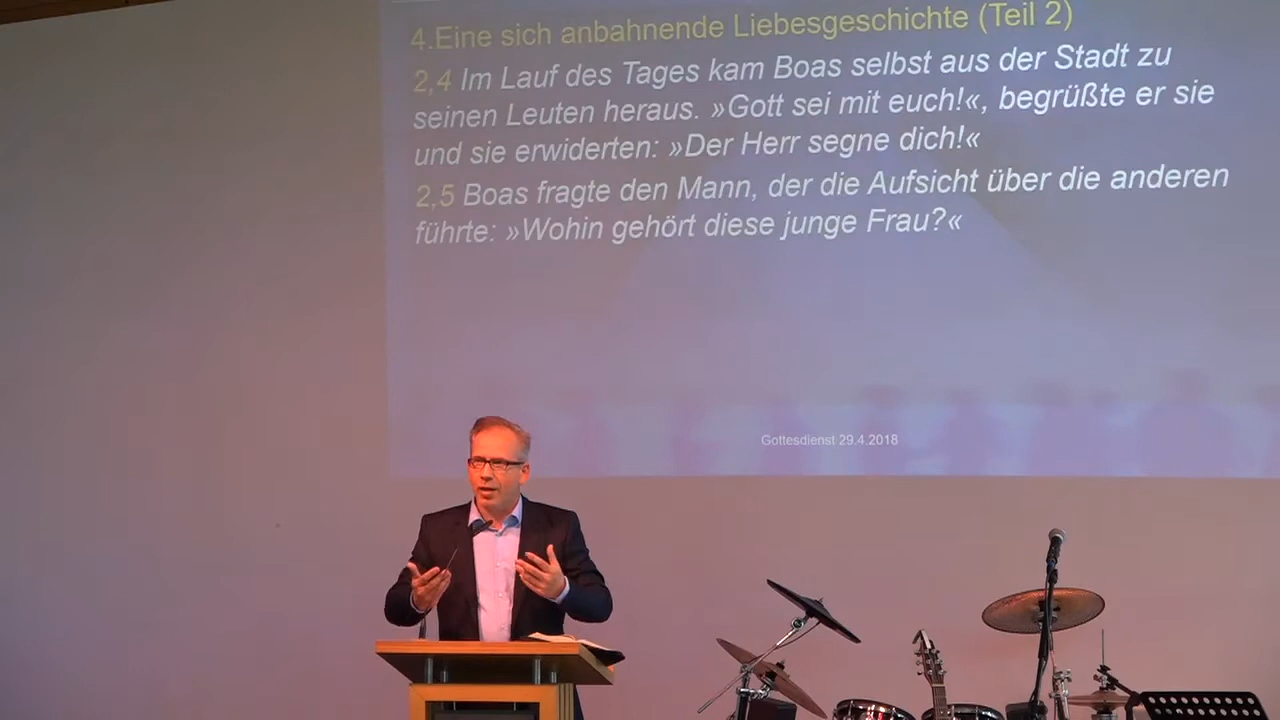 4.Eine sich anbahnende Liebesgeschichte (Teil 2)
2,4 Im Lauf des Tages kam Boas selbst aus der Stadt zu
seinen Leuten heraus. »Gott sei mit euch!«, begrüßte er sie
und sie erwiderten: »Der Herr segne dich!«
2,5 Boas fragte den Mann, der die Aufsicht über die anderen
führte: »Wohin gehört diese junge Frau?«
Gottesdienst 29.4.2018